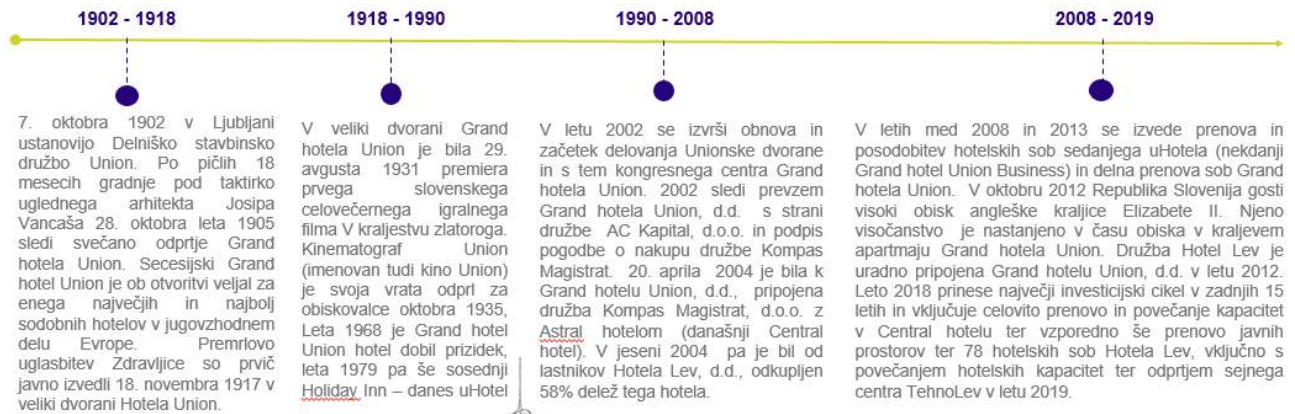 1902 - 1918
7. oktobra 1902 v Ljubljani
ustanovijo Delniško stavbinsko
družbo Union. Po pičlih 18
mesecih gradnje pod taktirko
uglednega arhitekta Josipa
Vancaša 28. oktobra leta 1905
sledi svečano odprtje Grand
hotela Union. Secesijski Grand
hotel Union je ob otvoritvi veljal za
enega največjih in najbolj
sodobnih hotelov v jugovzhodnem
delu Evrope. Premrlovo
uglasbitev Zdravljice so prvič
javno izvedli 18. novembra 1917 v
veliki dvorani Hotela Union.
1918 - 1990
V veliki dvorani Grand
hotela Union je bila 29.
avgusta 1931 premiera
prvega slovenskega
celovečernega igralnega
filma V kraljestvu zlatoroga.
Kinematograf Union
(imenovan tudi kino Union)
je svoja vrata odprl za
obiskovalce oktobra 1935,
Leta 1968 je Grand hotel
Union hotel dobil prizidek,
leta 1979 pa še sosednji
Holiday Inn – danes uHotel
1990 - 2008
V letu 2002 se izvrši obnova in
začetek delovanja Unionske dvorane
in s tem kongresnega centra Grand
hotela Union. 2002 sledi prevzem
Grand hotela Union, d.d. s strani
družbe AC Kapital, d.o.o. in podpis
pogodbe o nakupu družbe Kompas
Magistrat. 20. aprila 2004 je bila k
Grand hotelu Union, d.d., pripojena
družba Kompas Magistrat, d.o.o. z
Astral hotelom (današnji Central
hotel). V jeseni 2004 pa je bil od
lastnikov Hotela Lev, d.d., odkupljen
58% delež tega hotela.
2008 - 2019
V letih med 2008 in 2013 se izvede prenova in
posodobitev hotelskih sob sedanjega uHotela (nekdanji
Grand hotel Union Business) in delna prenova sob Grand
hotela Union. V oktobru 2012 Republika Slovenija gosti
visoki obisk angleške kraljice Elizabete II. Njeno
visočanstvo je nastanjeno v času obiska v kraljevem
apartmaju Grand hotela Union. Družba Hotel Lev je
uradno pripojena Grand hotelu Union, d.d. v letu 2012.
Leto 2018 prinese največji investicijski cikel v zadnjih 15
letih in vključuje celovito prenovo in povečanje kapacitet
v Central hotelu ter vzporedno še prenovo javnih
prostorov ter 78 hotelskih sob Hotela Lev, vključno s
povečanjem hotelskih kapacitet ter odprtjem sejnega
centra TehnoLev v letu 2019.